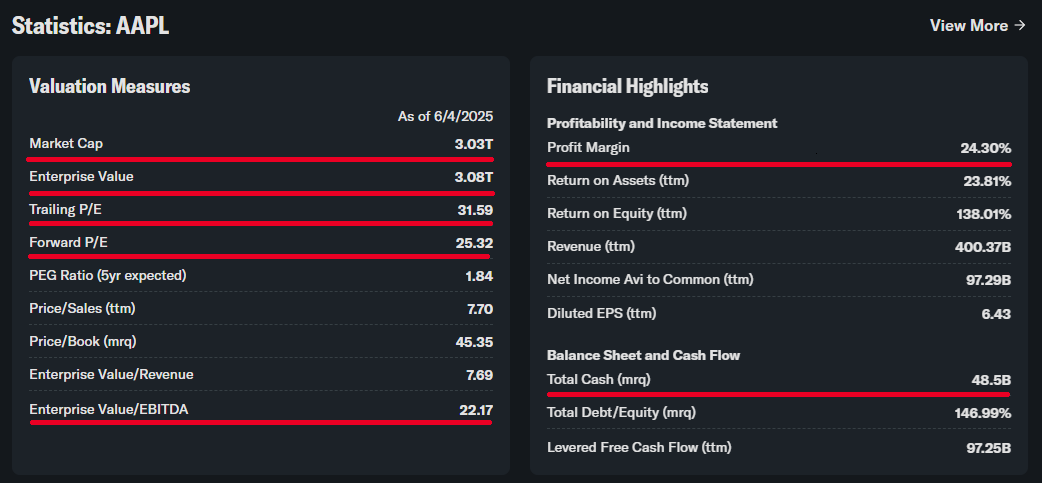 Statistics: AAPL
View More →
Valuation Measures
As of 6/4/2025
Market Cap 3.03T
Enterprise Value 3.08T
Trailing P/E 31.59
Forward P/E 25.32
PEG Ratio (5yr expected) 1.84
Price/Sales (ttm) 7.70
Price/Book (mrq) 45.35
Enterprise Value/Revenue 7.69
Enterprise Value/EBITDA 22.17
Financial Highlights
Profitability and Income Statement
Profit Margin 24.30%
Return on Assets (ttm) 23.81%
Return on Equity (ttm) 138.01%
Revenue (ttm) 400.37B
Net Income Avi to Common (ttm) 97.29B
Diluted EPS (ttm) 6.43
Balance Sheet and Cash Flow
Total Cash (mrq) 48.5B
Total Debt/Equity (mrq) 146.99%
Levered Free Cash Flow (ttm) 97.25B